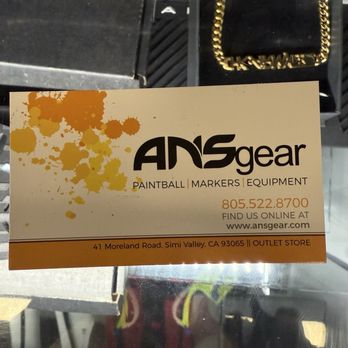 ANSgear
PAINTBALL | MARKERS | EQUIPMENT
805.522.8700
FIND US ONLINE AT
www.ansgear.com
41 Moreland Road, Simi Valley, CA 93065 || OUTLET STORE